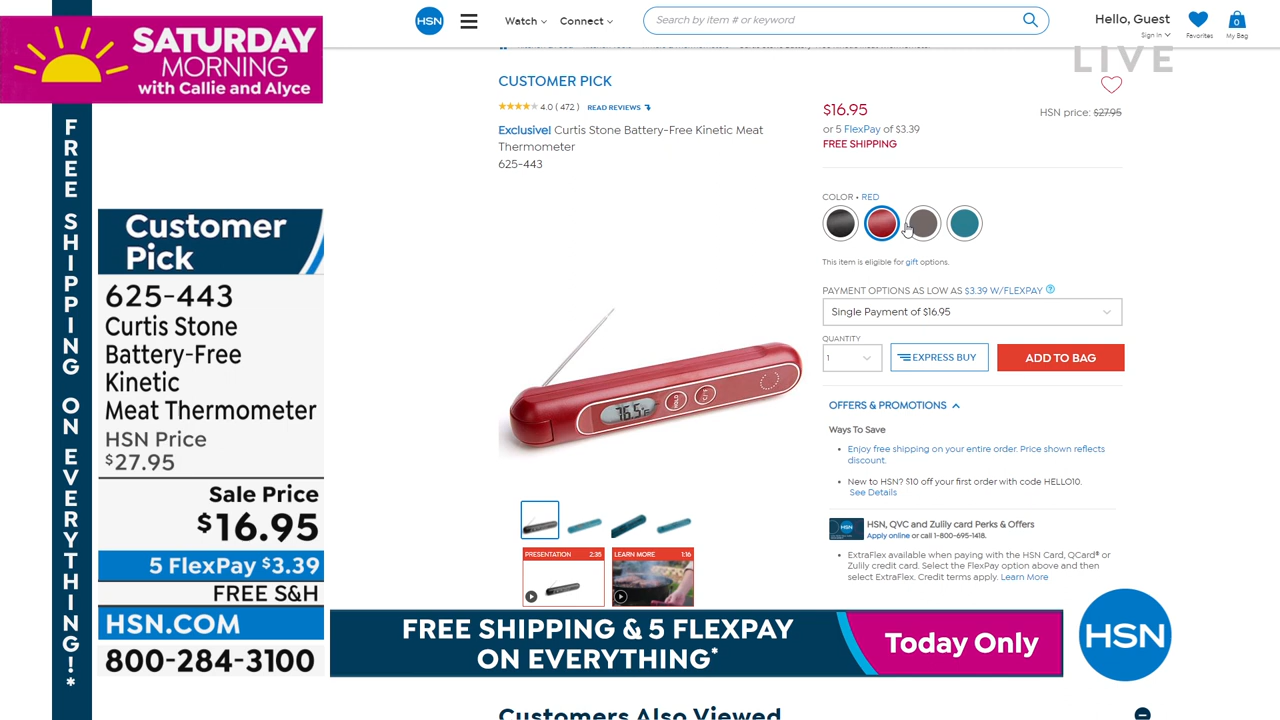 SATURDAY
MORNING
with Callie and Alyce
FREE SHIPPING ON EVERYTHING!*
Customer
Pick
625-443
Curtis Stone
Battery-Free
Kinetic
Meat Thermometer
HSN Price
$27.95
Sale Price
$16.95
5 FlexPay $3.39
FREE S&H
HSN.COM
800-284-3100
HSN
Watch
Connect
Search by item # or keyword
Hello, Guest
Sign in
Favorites
0
My Bag
LIVE
CUSTOMER PICK
4.0 ( 472 ) READ REVIEWS
Exclusive! Curtis Stone Battery-Free Kinetic Meat
Thermometer
625-443
$16.95
HSN price: $27.95
or 5 FlexPay of $3.39
FREE SHIPPING
COLOR • RED
This item is eligible for gift options.
PAYMENT OPTIONS AS LOW AS $3.39 W/FLEXPAY ?
Single Payment of $16.95
QUANTITY
1
EXPRESS BUY
ADD TO BAG
76.5°F
HOLD
°C/°F
OFFERS & PROMOTIONS
Ways To Save
• Enjoy free shipping on your entire order. Price shown reflects
discount.
• New to HSN? $10 off your first order with code HELLO10.
See Details
HSN
HSN, QVC and Zulily card Perks & Offers
Apply online or call 1-800-695-1418.
• ExtraFlex available when paying with the HSN Card, QCard® or
Zulily credit card. Select the FlexPay option above and then
select ExtraFlex. Credit terms apply. Learn More
PRESENTATION 2:35
LEARN MORE 1:16
FREE SHIPPING & 5 FLEXPAY
ON EVERYTHING*
Today Only
HSN
Customers Also Viewed